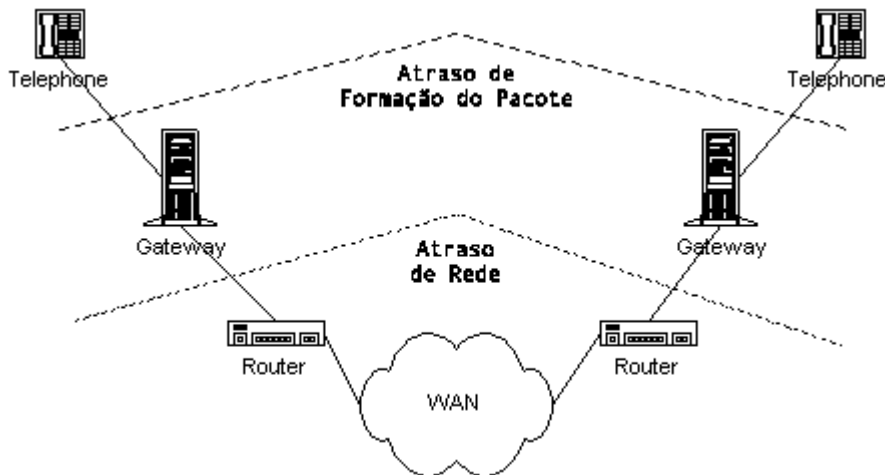 Telephone
Telephone
Atraso de
Formação do Pacote
Gateway
Gateway
Atraso
de Rede
Router
Router
WAN